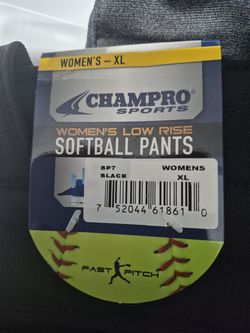 WOMEN'S – XL
CHAMPRO
SPORTS
WOMEN'S LOW RISE
SOFTBALL PANTS
BP7 WOMENS
BLACK XL
7 52044 61861 0
FAST PITCH